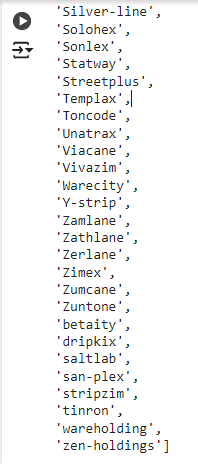 'Silver-line',
'Solohex',
'Sonlex',
'Statway',
'Streetplus',
'Templax',
'Toncode',
'Unatrax',
'Viacane',
'Vivazim',
'Warecity',
'Y-strip',
'Zamlane',
'Zathlane',
'Zerlane',
'Zimex',
'Zumcane',
'Zuntone',
'betaity',
'dripkix',
'saltlab',
'san-plex',
'stripzim',
'tinron',
'wareholding',
'zen-holdings']